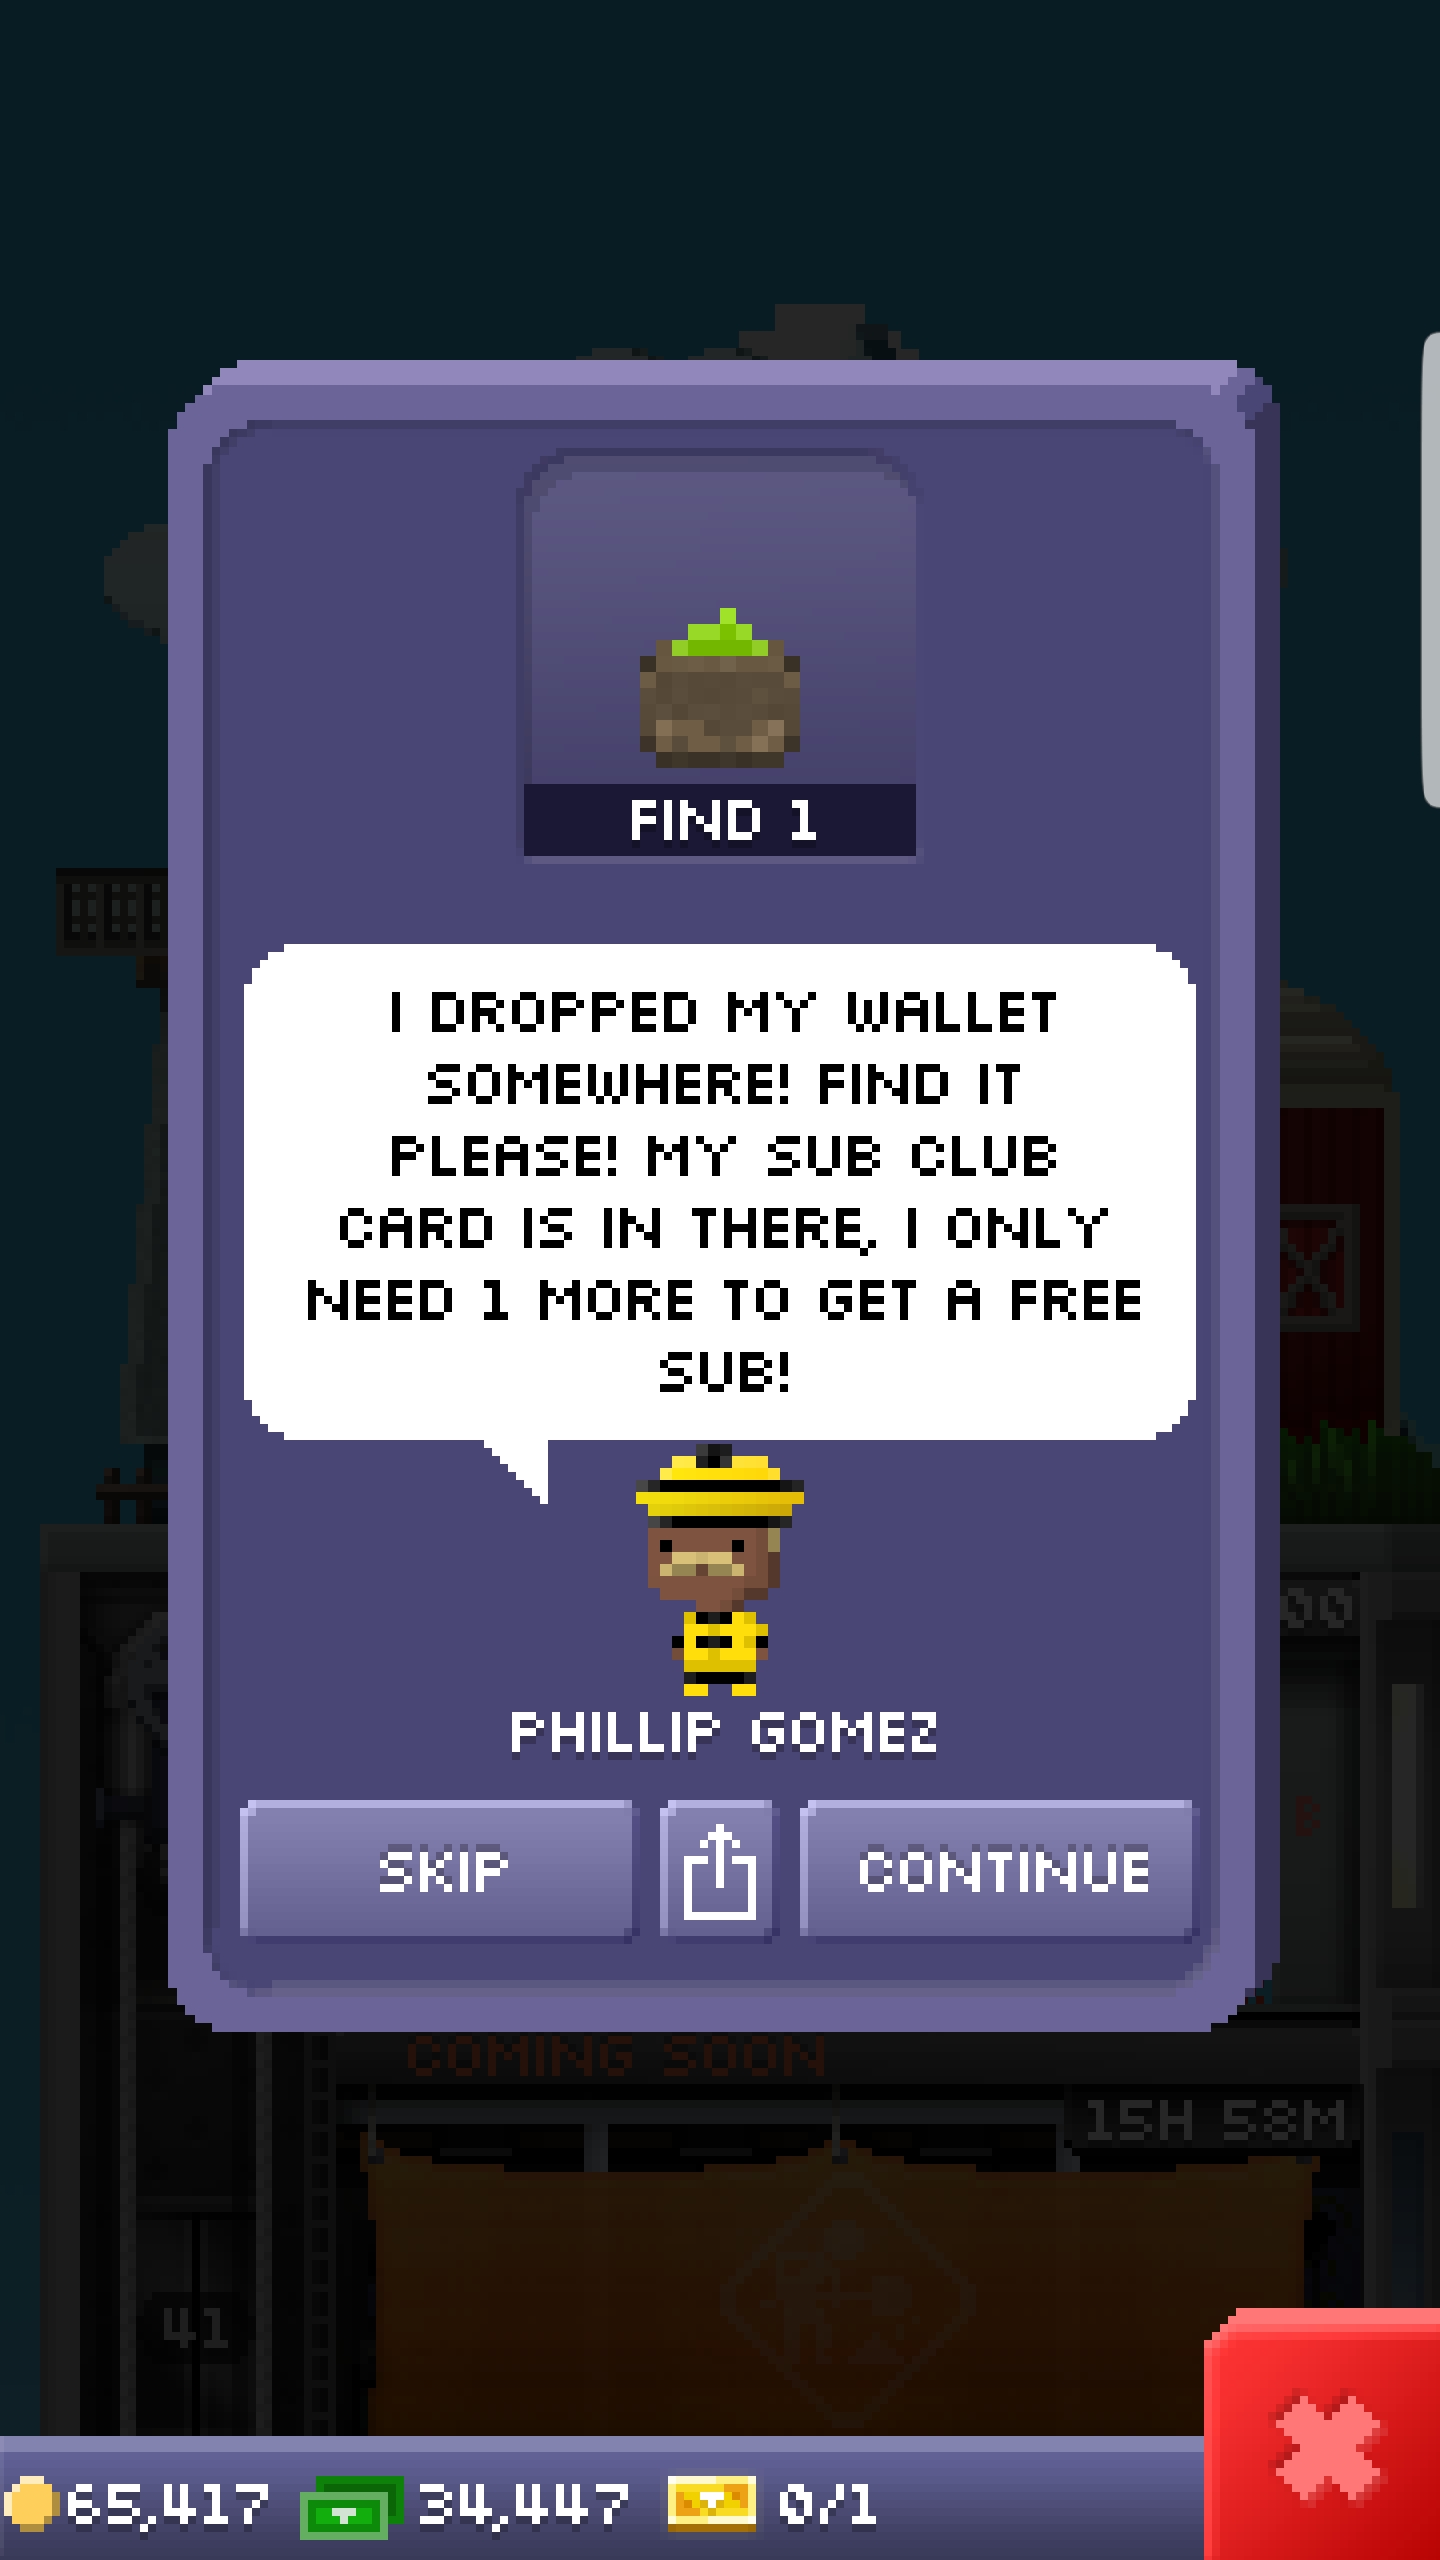 FIND 1
I DROPPED MY WALLET
SOMEWHERE! FIND IT
PLEASE! MY SUB CLUB
CARD IS IN THERE, I ONLY
NEED 1 MORE TO GET A FREE
SUB!
PHILLIP GOMEZ
00
B
SKIP
CONTINUE
COMING SOON
15H 58M
41
65,417
34,447
0/1